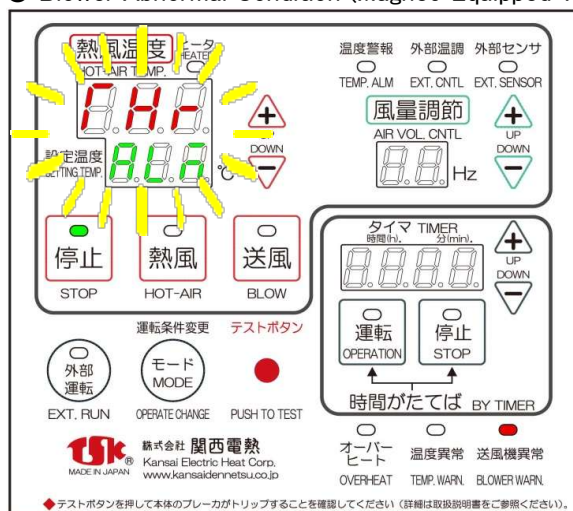 Blower Abnormal Condition (Magnet Equipped
熱風温度 ヒータ
HOT-AIR TEMP. HEATER
THr
設定温度
SETTING TEMP.
ALn
℃
UP
DOWN
温度警報 外部温調 外部センサ
TEMP. ALM EXT. CNTL EXT. SENSOR
風量調節
AIR VOL. CNTL
Hz
UP
DOWN
停止 熱風 送風
STOP HOT-AIR BLOW
タイマ TIMER
時間(h). 分(min).
UP
DOWN
運転 停止
OPERATION STOP
時間がたてば BY TIMER
運転条件変更 テストボタン
外部
運転
モード
MODE
EXT. RUN OPERATE CHANGE PUSH TO TEST
TSK ®
MADE IN JAPAN
株式会社 関西電熱
Kansai Electric Heat Corp.
www.kansaidennetsu.co.jp
オーバー
ヒート
温度異常 送風機異常
OVERHEAT TEMP. WARN. BLOWER WARN.
◆テストボタンを押して本体のブレーカがトリップすることを確認してください（詳細は取扱説明書をご参照ください）。